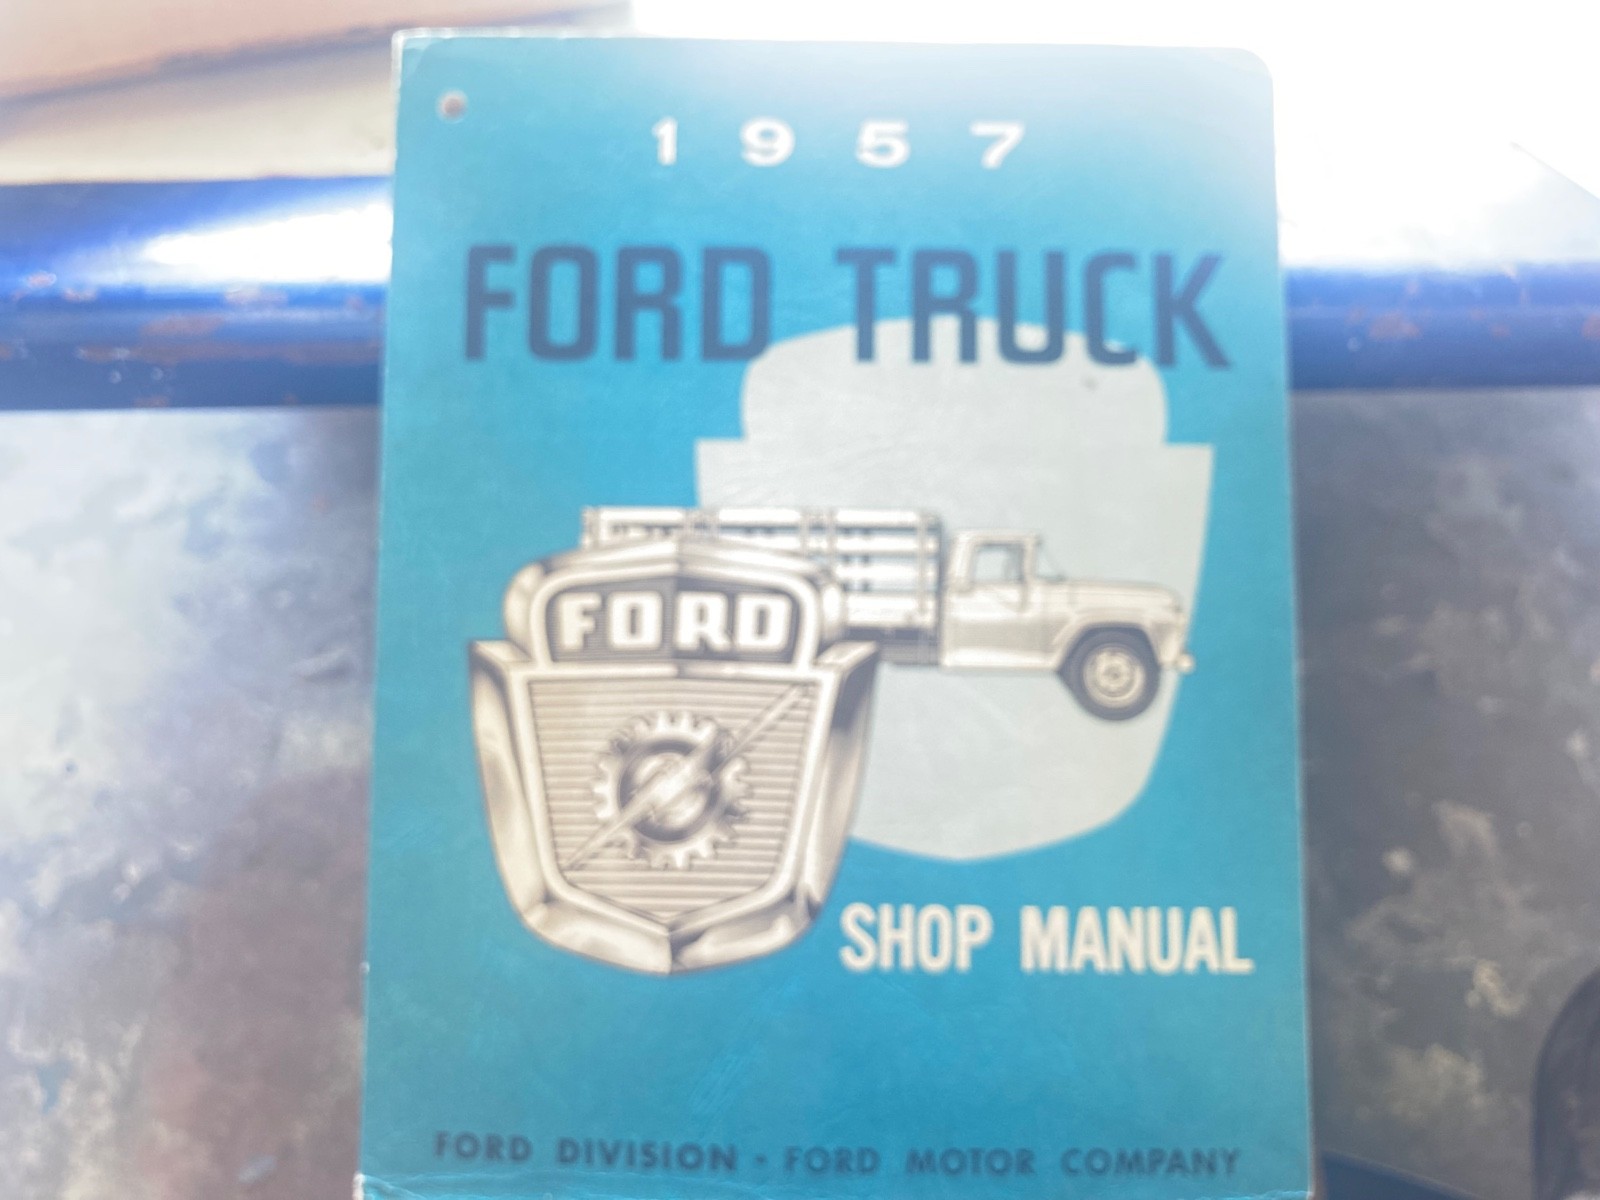 1957
FORD TRUCK
FORD
SHOP MANUAL
FORD DIVISION • FORD MOTOR COMPANY